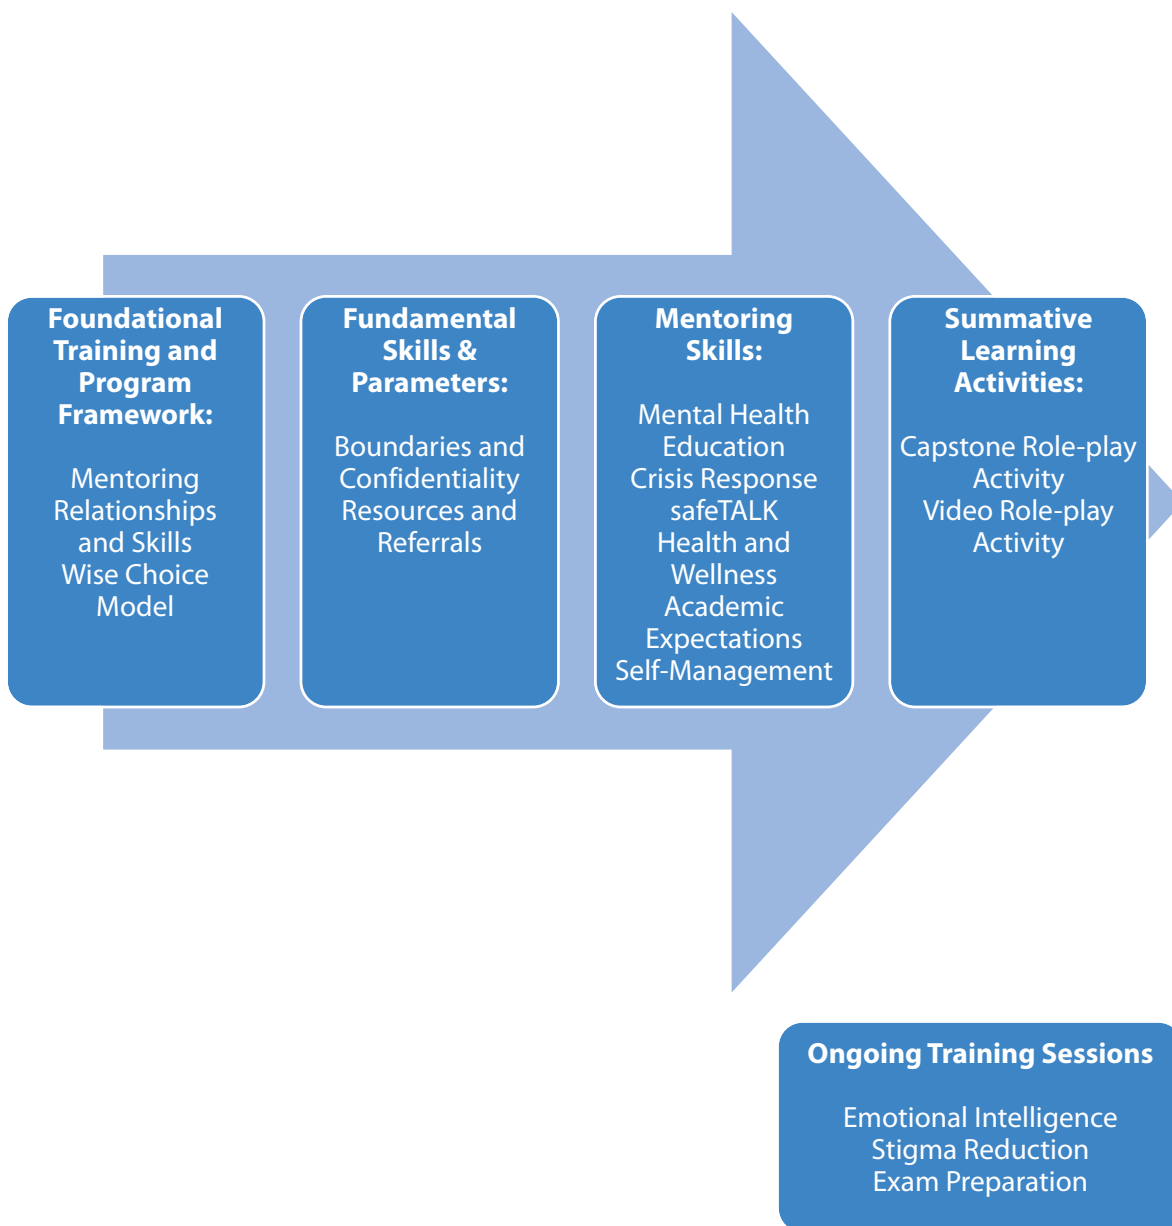 Foundational
Training and
Program
Framework:
Mentoring
Relationships
and Skills
Wise Choice
Model
Fundamental
Skills &
Parameters:
Boundaries and
Confidentiality
Resources and
Referrals
Mentoring
Skills:
Mental Health
Education
Crisis Response
safeTALK
Health and
Wellness
Academic
Expectations
Self-Management
Summative
Learning
Activities:
Capstone Role-play
Activity
Video Role-play
Activity
Ongoing Training Sessions
Emotional Intelligence
Stigma Reduction
Exam Preparation